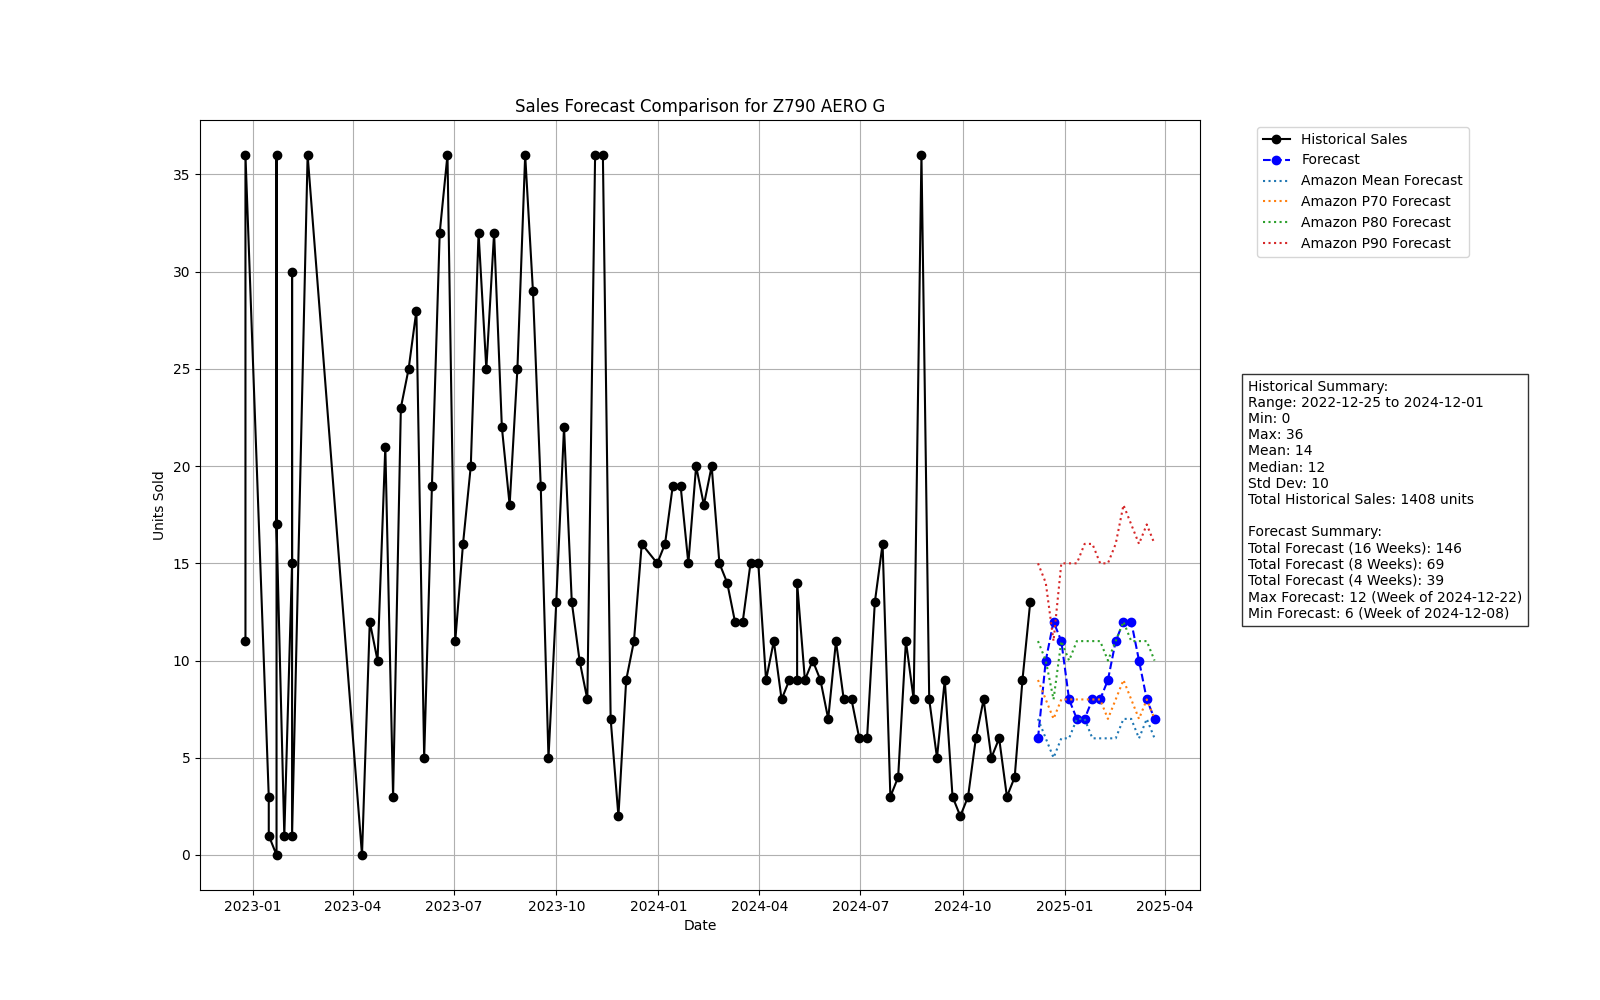 Sales Forecast Comparison for Z790 AERO G
Historical Sales
Forecast
Amazon Mean Forecast
Amazon P70 Forecast
Amazon P80 Forecast
Amazon P90 Forecast
35
30
25
20
15
10
5
0
Units Sold
2023-01
2023-04
2023-07
2023-10
2024-01
2024-04
2024-07
2024-10
2025-01
2025-04
Date
Historical Summary:
Range: 2022-12-25 to 2024-12-01
Min: 0
Max: 36
Mean: 14
Median: 12
Std Dev: 10
Total Historical Sales: 1408 units
Forecast Summary:
Total Forecast (16 Weeks): 146
Total Forecast (8 Weeks): 69
Total Forecast (4 Weeks): 39
Max Forecast: 12 (Week of 2024-12-22)
Min Forecast: 6 (Week of 2024-12-08)